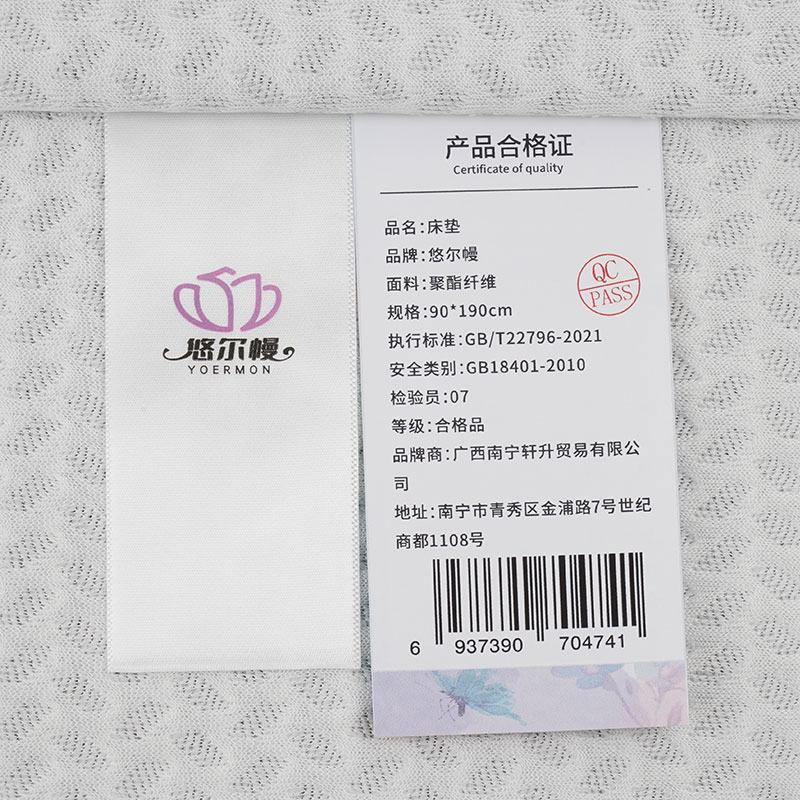 悠尔幔
YOERMON
产品合格证
Certificate of quality
品名:床垫
品牌:悠尔幔
面料:聚酯纤维
规格:90*190cm
执行标准:GB/T22796-2021
安全类别:GB18401-2010
检验员:07
等级:合格品
品牌商:广西南宁轩升贸易有限公
司
地址:南宁市青秀区金浦路7号世纪
商都1108号
QC
PASS
6 937390 704741